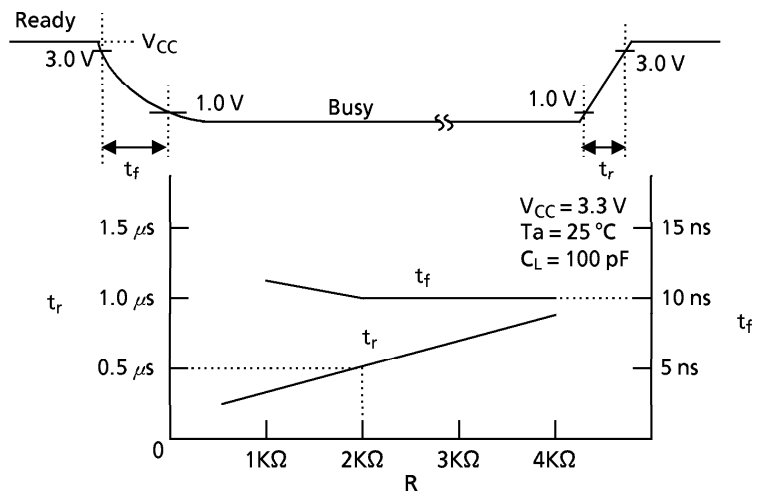 Ready
VCC
3.0 V
1.0 V
Busy
1.0 V
3.0 V
tf
tr
VCC = 3.3 V
Ta = 25 °C
CL = 100 pF
1.5 µs
15 ns
tf
tr
1.0 µs
10 ns
tf
tr
0.5 µs
5 ns
0
1KΩ
2KΩ
3KΩ
4KΩ
R